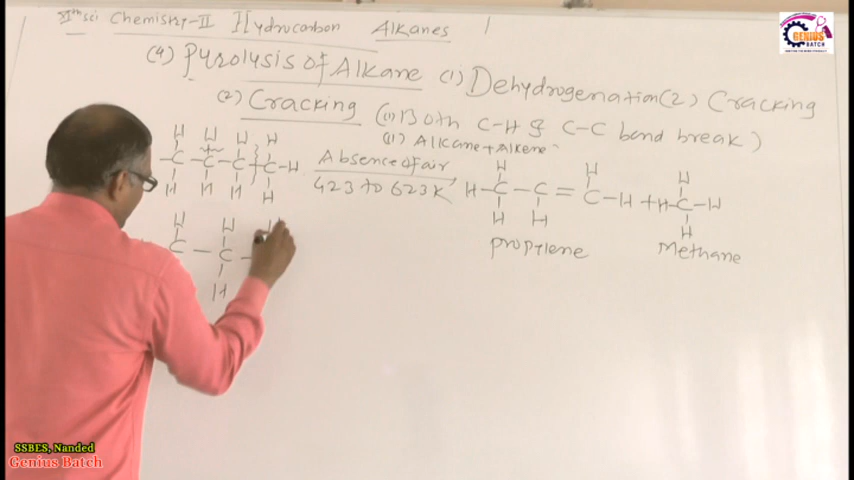 XIth sci Chemistry-II Hydrocarbon Alkanes
GENIUS
BATCH
(4) Pyrolysis of Alkane (1) Dehydrogenation (2) Cracking
(2) Cracking (i) Both C-H & C-C bond break)
(ii) Alkane + Alkene
H H H H
-C-C-C-C-H
H H H H
Absence of air
423 to 623K
H H H
H-C-C=C-H + H-C-H
H H H
Propylene Methane
H H H
C-C-
H
SSBES, Nanded
Genius Batch